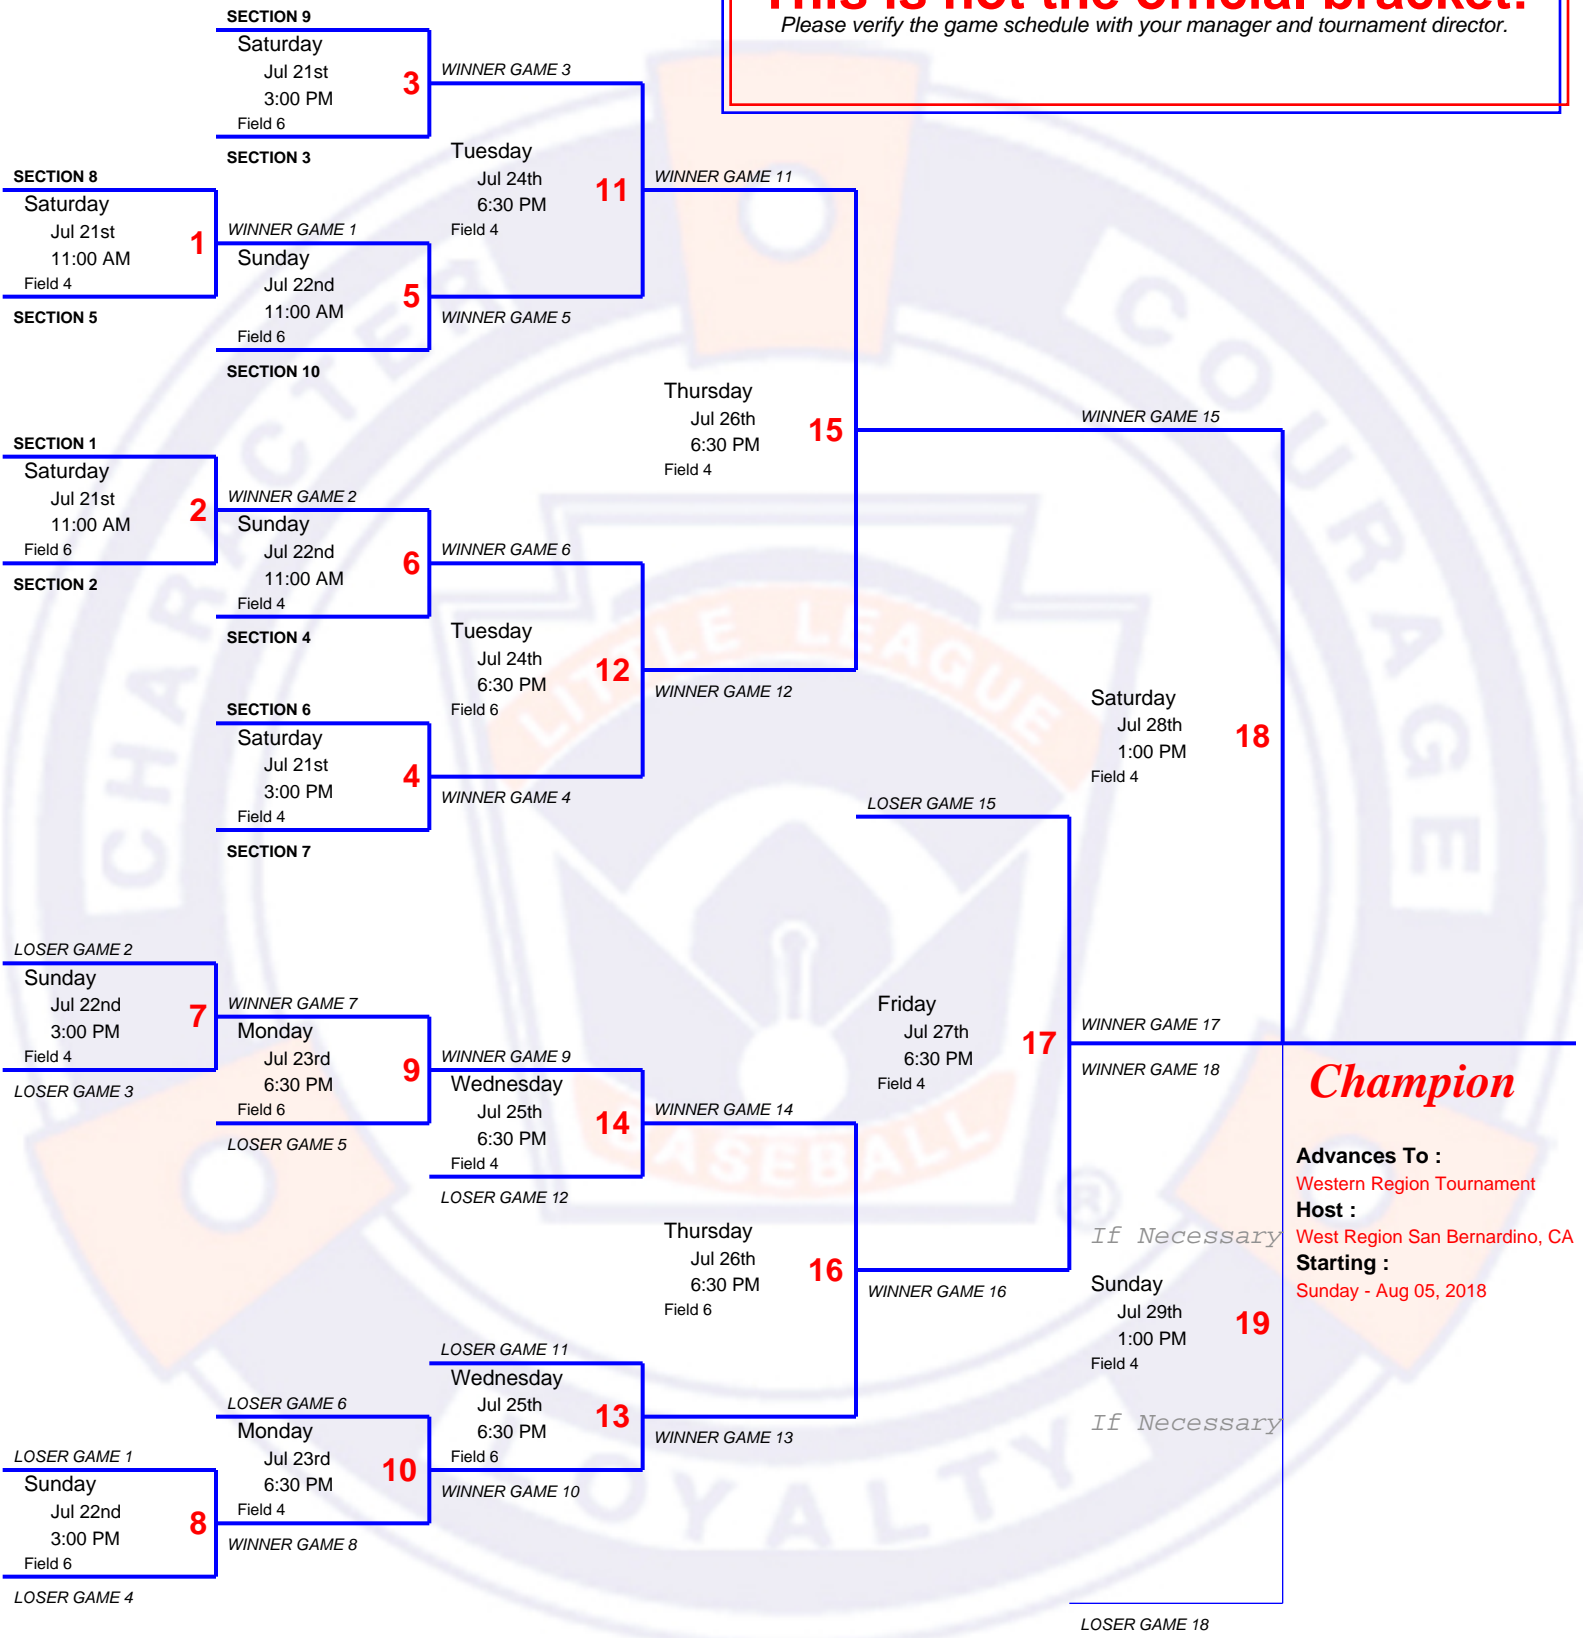 This is not the official bracket!
Please verify the game schedule with your manager and tournament director.
SECTION 9
Saturday
Jul 21st
3:00 PM
Field 6
3
SECTION 3
WINNER GAME 3
Tuesday
Jul 24th
6:30 PM
Field 4
11
WINNER GAME 11
SECTION 8
Saturday
Jul 21st
11:00 AM
Field 4
1
SECTION 5
WINNER GAME 1
Sunday
Jul 22nd
11:00 AM
Field 6
5
SECTION 10
WINNER GAME 5
Thursday
Jul 26th
6:30 PM
Field 4
15
WINNER GAME 15
SECTION 1
Saturday
Jul 21st
11:00 AM
Field 6
2
SECTION 2
WINNER GAME 2
Sunday
Jul 22nd
11:00 AM
Field 4
6
SECTION 4
WINNER GAME 6
Tuesday
Jul 24th
6:30 PM
Field 6
12
WINNER GAME 12
SECTION 6
Saturday
Jul 21st
3:00 PM
Field 4
4
SECTION 7
WINNER GAME 4
Saturday
Jul 28th
1:00 PM
Field 4
18
LOSER GAME 15
Friday
Jul 27th
6:30 PM
Field 4
17
WINNER GAME 17
WINNER GAME 18
LOSER GAME 2
Sunday
Jul 22nd
3:00 PM
Field 4
7
LOSER GAME 3
WINNER GAME 7
Monday
Jul 23rd
6:30 PM
Field 6
9
LOSER GAME 5
WINNER GAME 9
Wednesday
Jul 25th
6:30 PM
Field 4
14
LOSER GAME 12
WINNER GAME 14
Thursday
Jul 26th
6:30 PM
Field 6
16
WINNER GAME 16
LOSER GAME 11
Wednesday
Jul 25th
6:30 PM
Field 6
13
WINNER GAME 13
LOSER GAME 6
Monday
Jul 23rd
6:30 PM
Field 4
10
WINNER GAME 10
LOSER GAME 1
Sunday
Jul 22nd
3:00 PM
Field 6
8
LOSER GAME 4
WINNER GAME 8
Champion
Advances To :
Western Region Tournament
Host :
West Region San Bernardino, CA
Starting :
Sunday - Aug 05, 2018
If Necessary
Sunday
Jul 29th
1:00 PM
Field 4
19
If Necessary
LOSER GAME 18
CHARACTER
COURAGE
LOYALTY
LITTLE LEAGUE
BASEBALL
®